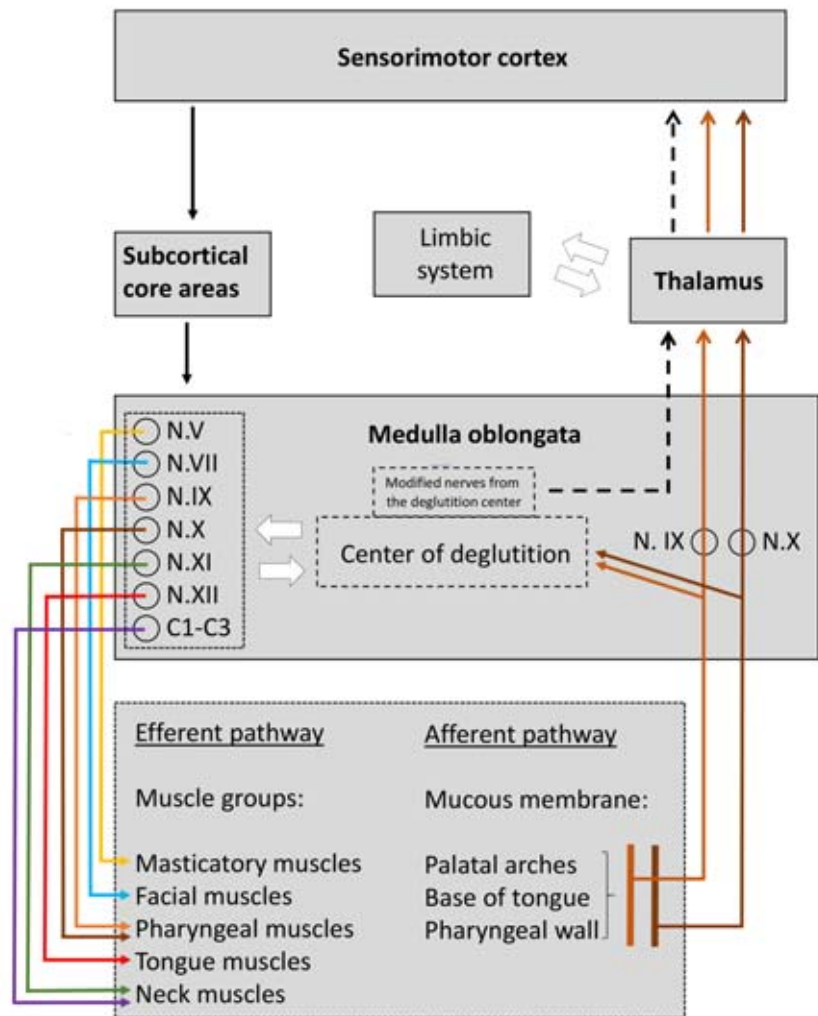 Sensorimotor cortex
Limbic
system
Subcortical
core areas
Thalamus
N.V
N.VII
N.IX
N.X
N.XI
N.XII
C1-C3
Medulla oblongata
Modified nerves from
the deglutition center
Center of deglutition
N. IX
N.X
Efferent pathway
Muscle groups:
Masticatory muscles
Facial muscles
Pharyngeal muscles
Tongue muscles
Neck muscles
Afferent pathway
Mucous membrane:
Palatal arches
Base of tongue
Pharyngeal wall